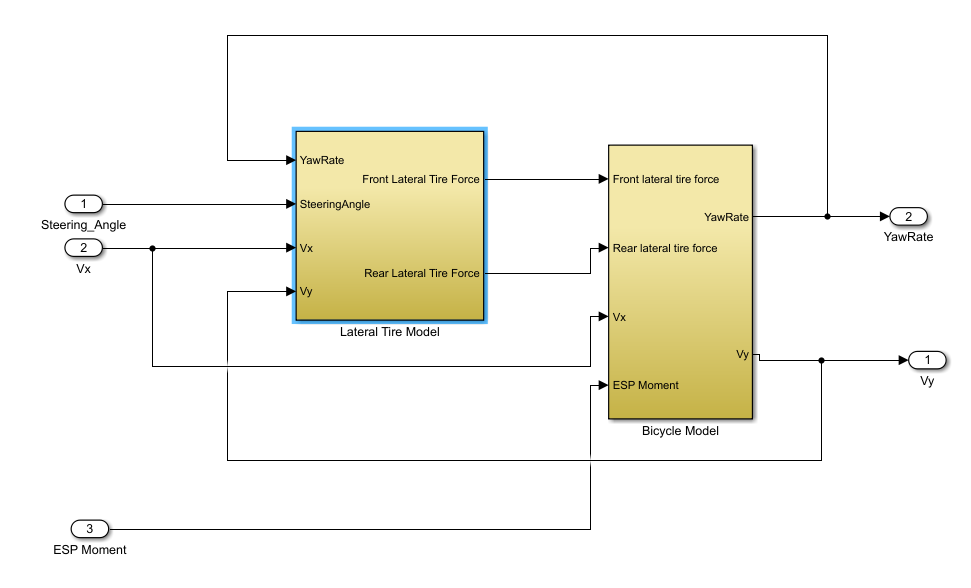 YawRate
Front Lateral Tire Force
Front lateral tire force
1
SteeringAngle
Steering_Angle
YawRate
2
YawRate
2
Vx
Vx
Rear lateral tire force
Rear Lateral Tire Force
Vy
Vx
Lateral Tire Model
Vy
1
Vy
ESP Moment
Bicycle Model
3
ESP Moment